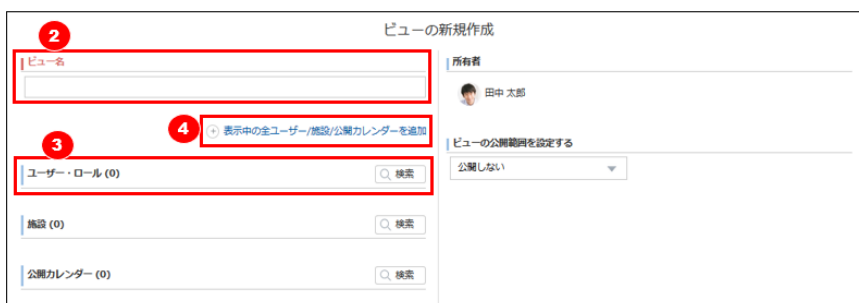 ビューの新規作成
2
ビュー名
4
表示中の全ユーザー/施設/公開カレンダーを追加
3
ユーザー・ロール (0)
検索
施設 (0)
検索
公開カレンダー (0)
検索
所有者
田中 太郎
ビューの公開範囲を設定する
公開しない